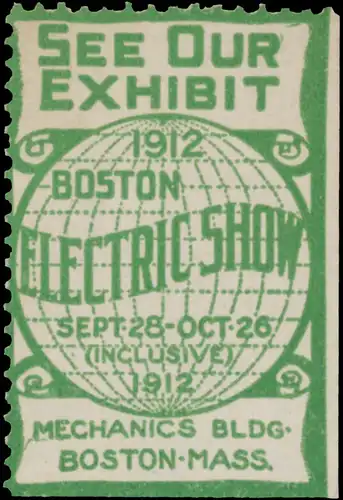 SEE OUR
EXHIBIT
1912
BOSTON
ELECTRIC SHOW
SEPT·28-OCT·26
(INCLUSIVE)
1912
MECHANICS BLDG·
BOSTON·MASS.